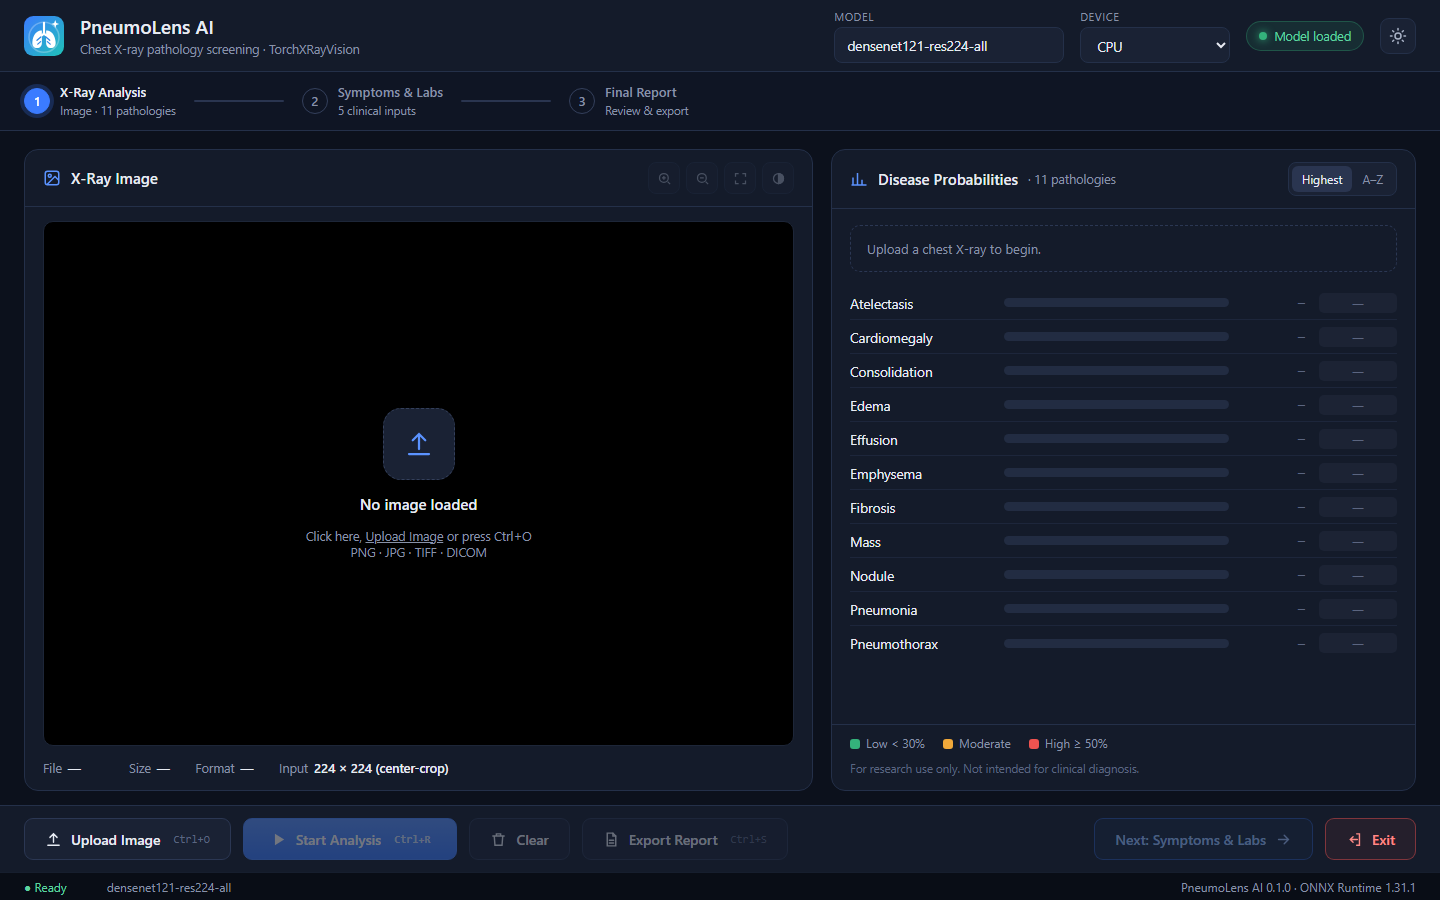 PneumoLens AI
Chest X-ray pathology screening · TorchXRayVision
MODEL
densenet121-res224-all
DEVICE
CPU
Model loaded
1
X-Ray Analysis
Image · 11 pathologies
2
Symptoms & Labs
5 clinical inputs
3
Final Report
Review & export
X-Ray Image
No image loaded
Click here, Upload Image or press Ctrl+O
PNG · JPG · TIFF · DICOM
File —
Size —
Format —
Input 224 × 224 (center-crop)
Disease Probabilities · 11 pathologies
Highest
A–Z
Upload a chest X-ray to begin.
Atelectasis – —
Cardiomegaly – —
Consolidation – —
Edema – —
Effusion – —
Emphysema – —
Fibrosis – —
Mass – —
Nodule – —
Pneumonia – —
Pneumothorax – —
Low < 30%
Moderate
High ≥ 50%
For research use only. Not intended for clinical diagnosis.
Upload Image Ctrl+O
Start Analysis Ctrl+R
Clear
Export Report Ctrl+S
Next: Symptoms & Labs →
Exit
● Ready
densenet121-res224-all
PneumoLens AI 0.1.0 · ONNX Runtime 1.31.1